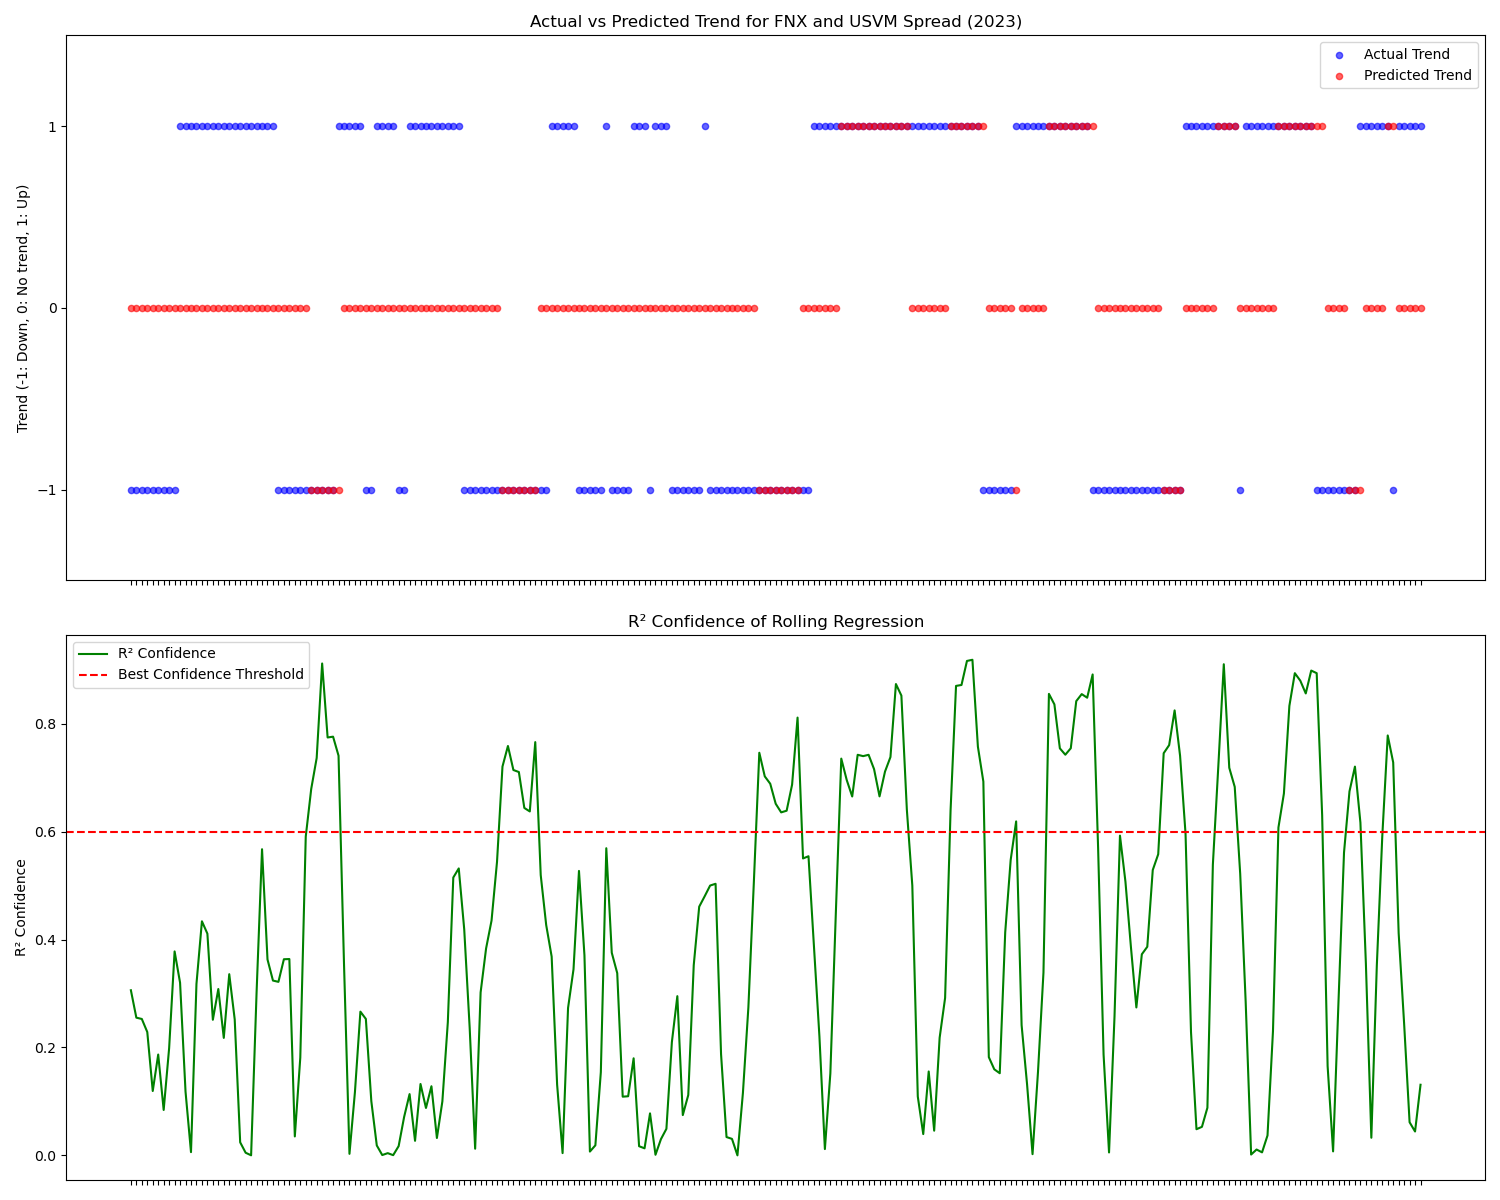 Actual vs Predicted Trend for FNX and USVM Spread (2023)
Actual Trend
Predicted Trend
Trend (-1: Down, 0: No trend, 1: Up)
1
0
−1
R² Confidence of Rolling Regression
R² Confidence
Best Confidence Threshold
R² Confidence
0.8
0.6
0.4
0.2
0.0